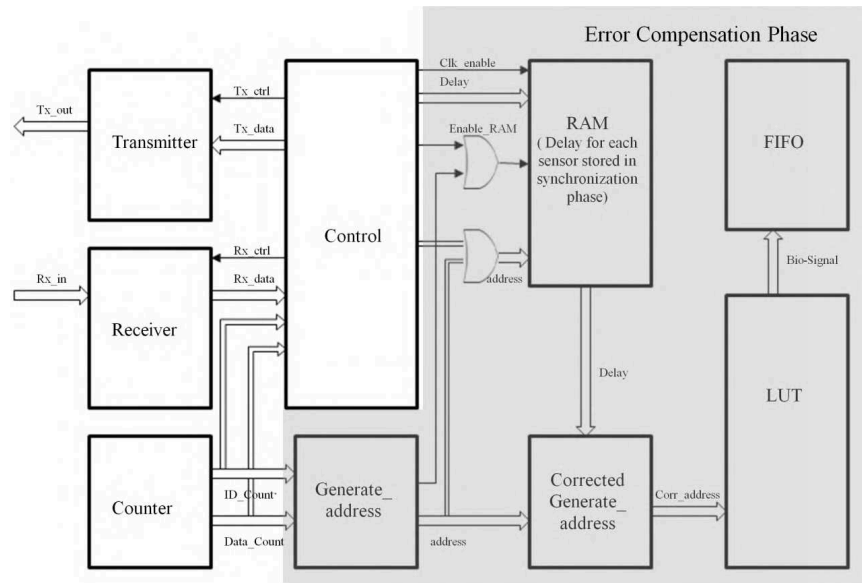 Error Compensation Phase
Clk_enable
Delay
Tx_ctrl
Tx_out
Tx_data
Transmitter
Enable_RAM
RAM
( Delay for each
sensor stored in
synchronization
phase)
FIFO
Control
Rx_ctrl
Rx_in
Rx_data
Receiver
address
Bio-Signal
Delay
LUT
Counter
ID_Count
Data_Count
Generate_
address
address
Corrected
Generate_
address
Corr_address